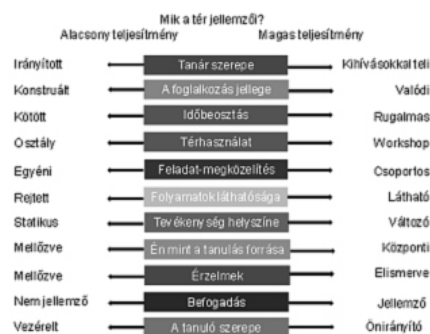 Mik a tér jellemzői?
Alacsony teljesítmény Magas teljesítmény
Irányított Tanár szerepe Kihívásokkal teli
Konstruált A foglalkozás jellege Valódi
Kötött Időbeosztás Rugalmas
Osztály Térhasználat Workshop
Egyéni Feladat-megközelítés Csoportos
Rejtett Folyamatok láthatósága Látható
Statikus Tevékenység helyszíne Változó
Mellőzve Én mint a tanulás forrása Központi
Mellőzve Érzelmek Elismerve
Nem jellemző Befogadás Jellemző
Vezérelt A tanuló szerepe Önirányító